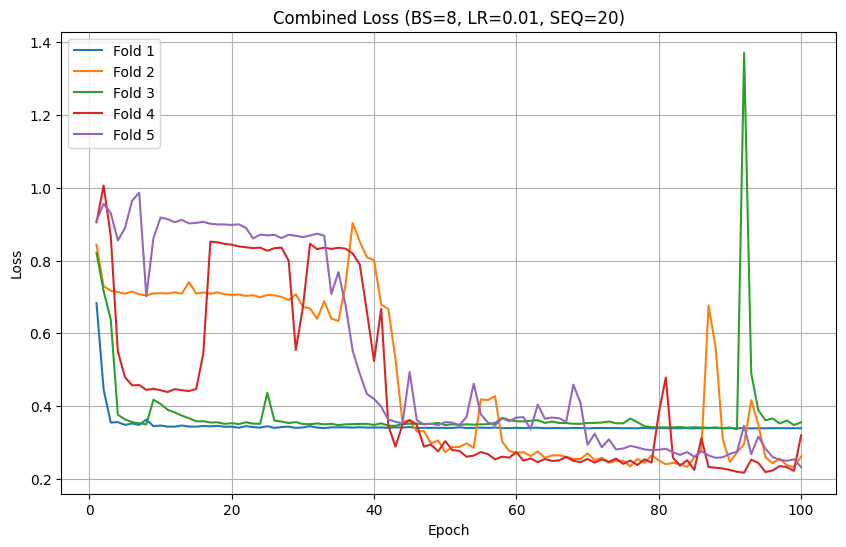 Combined Loss (BS=8, LR=0.01, SEQ=20)
Fold 1
Fold 2
Fold 3
Fold 4
Fold 5
Loss
1.4
1.2
1.0
0.8
0.6
0.4
0.2
0 20 40 60 80 100
Epoch